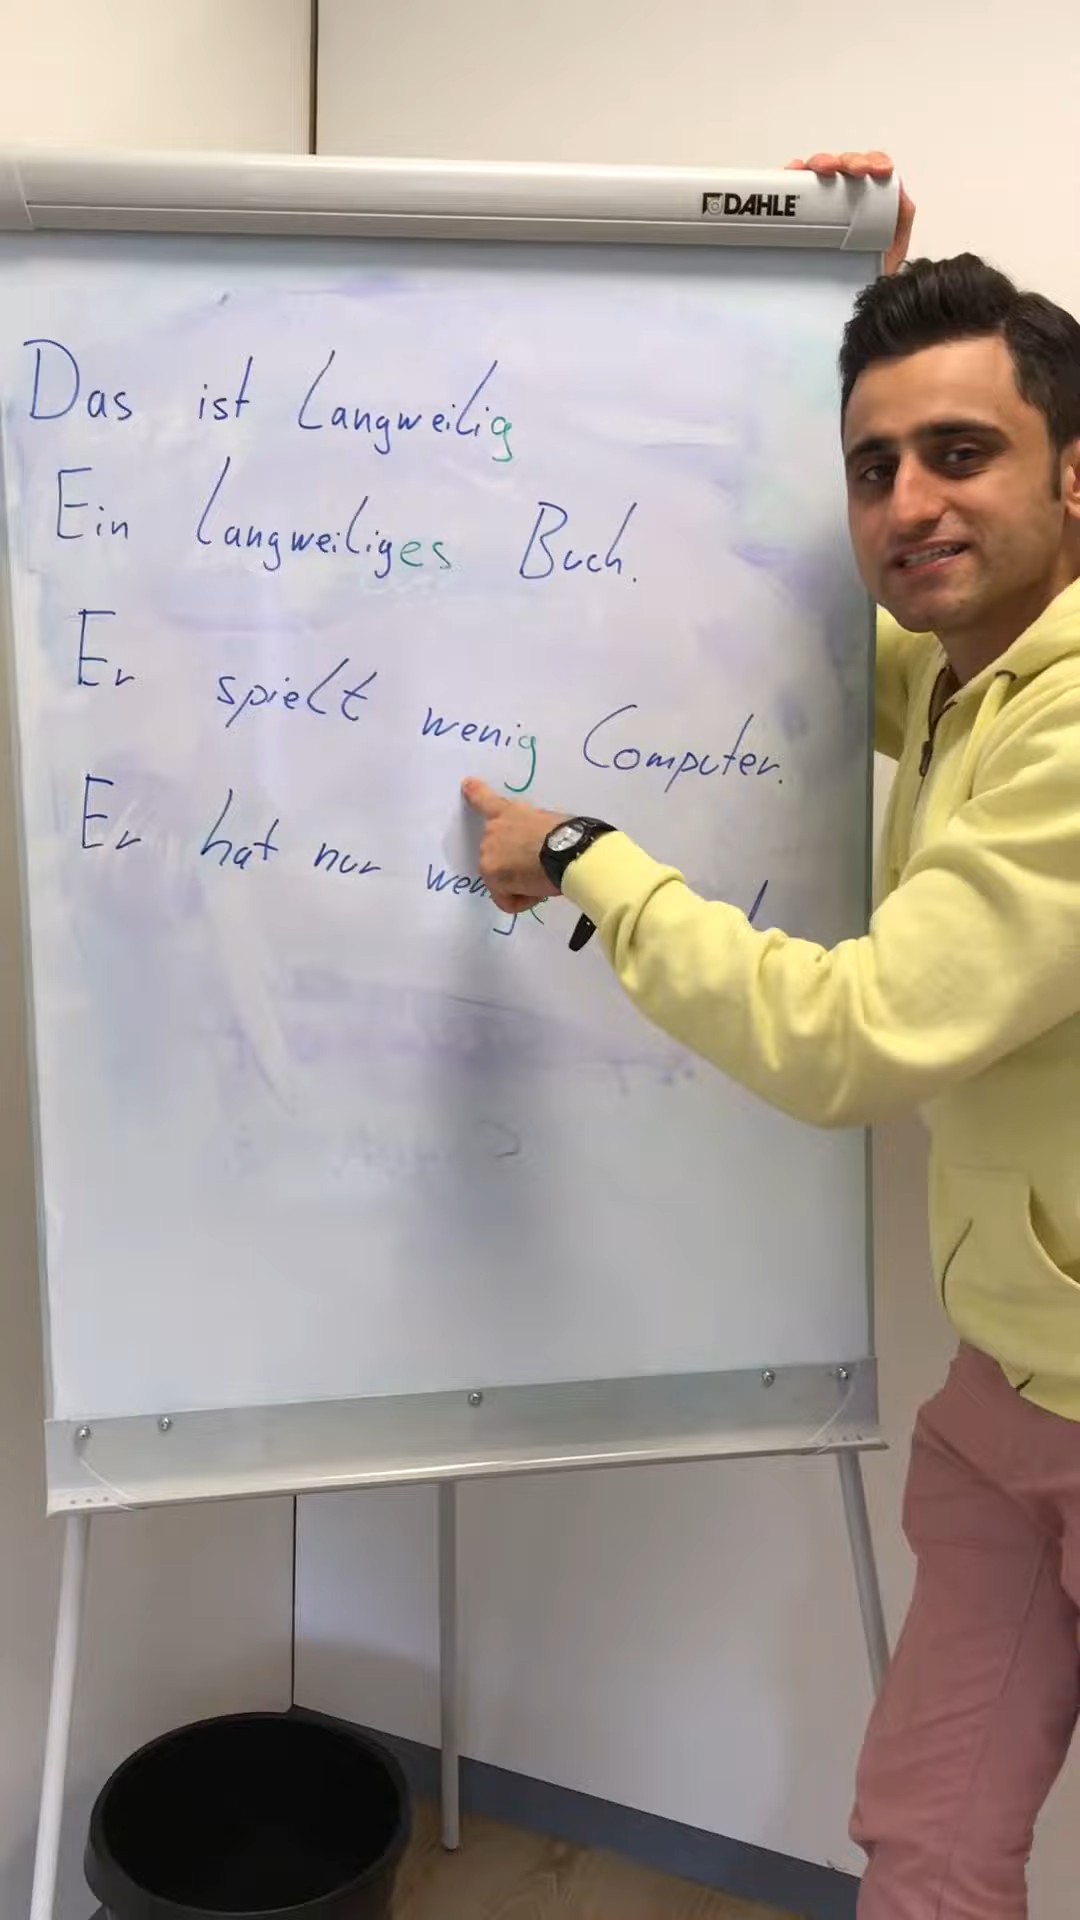 DAHLE
Das ist Langweilig
Ein langweiliges Buch.
Er spielt wenig Computer.
Er hat nur